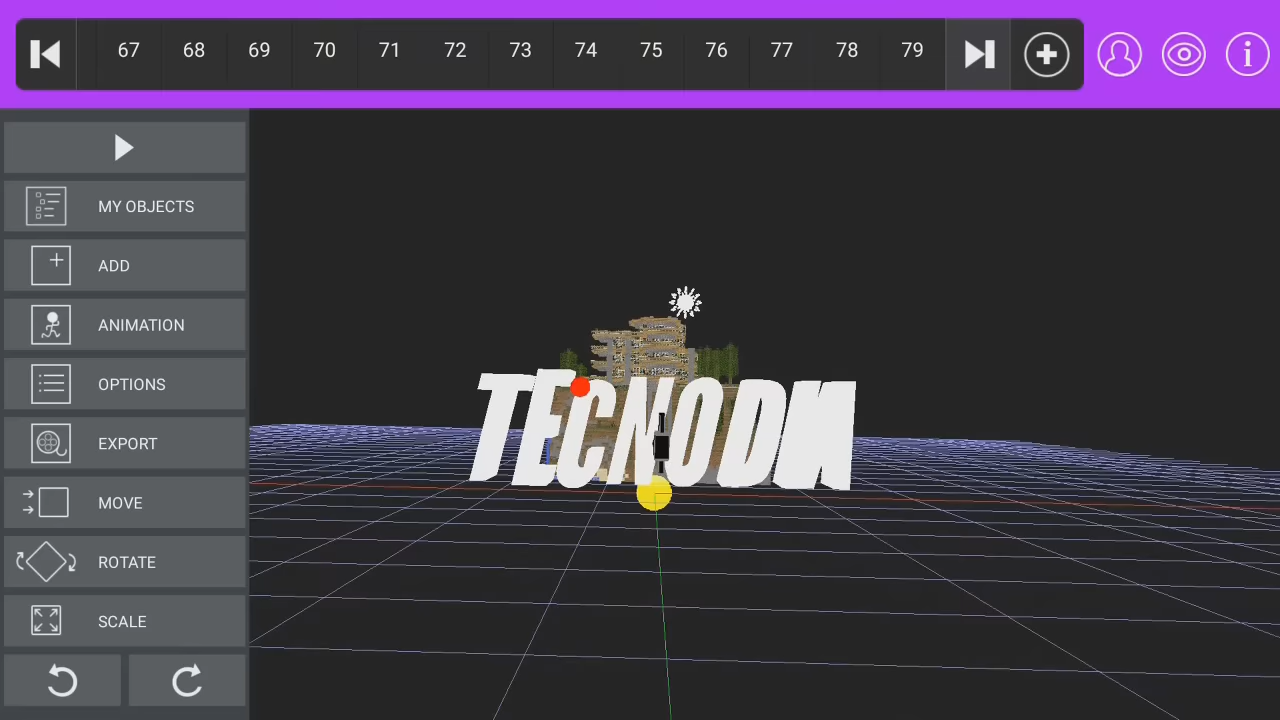 67 68 69 70 71 72 73 74 75 76 77 78 79
MY OBJECTS
ADD
ANIMATION
OPTIONS
EXPORT
MOVE
ROTATE
SCALE
TECNODM